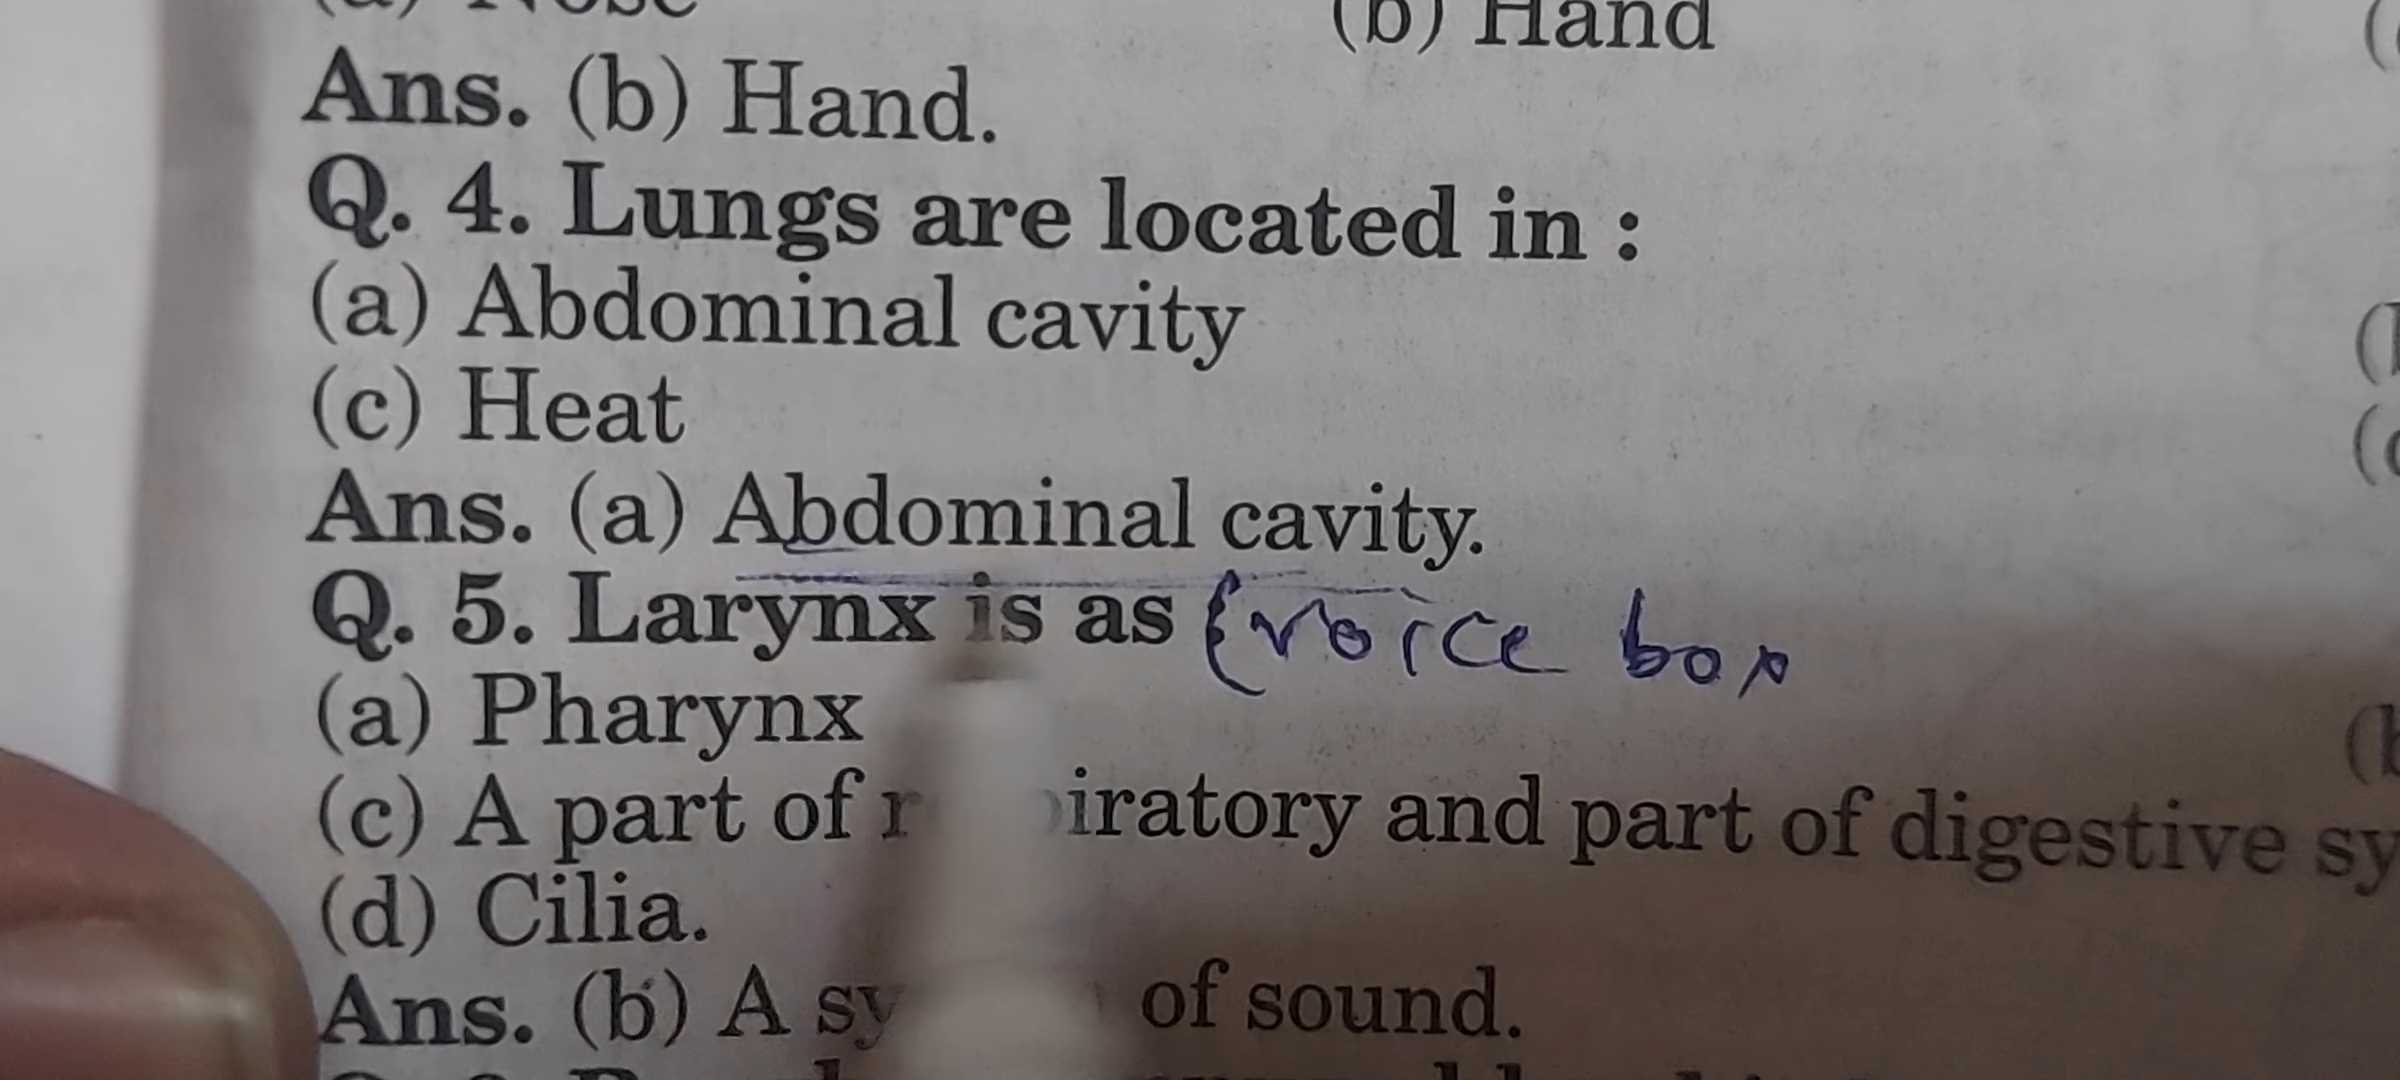 (b) Hand
Ans. (b) Hand.
Q. 4. Lungs are located in :
(a) Abdominal cavity
(c) Heat
Ans. (a) Abdominal cavity.
Q. 5. Larynx is as {voice box
(a) Pharynx
(c) A part of and part of digestive
(d) Cilia.
Ans. (b) A of sound.